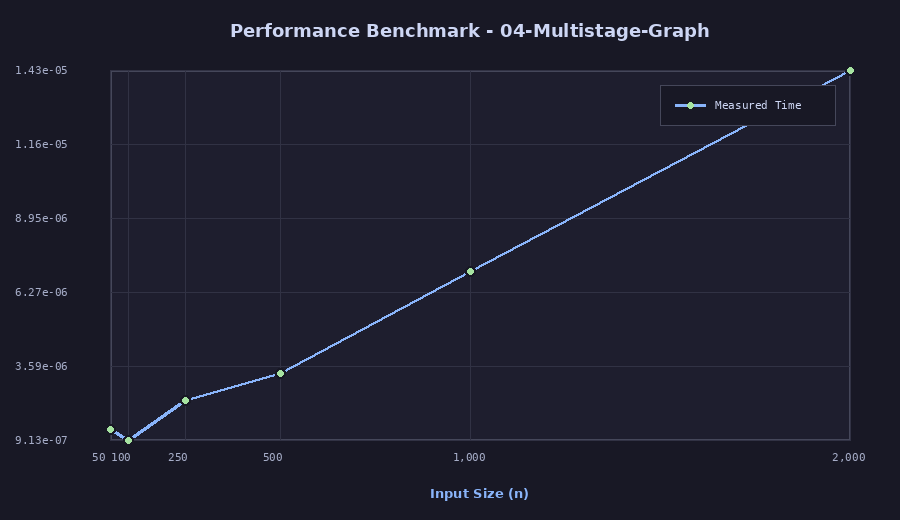 Performance Benchmark - 04-Multistage-Graph
1.43e-05
Measured Time
1.16e-05
8.95e-06
6.27e-06
3.59e-06
9.13e-07
50 100 250 500 1,000 2,000
Input Size (n)